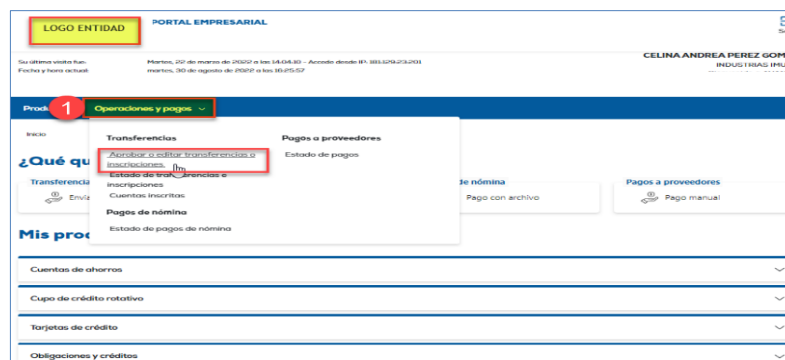 LOGO ENTIDAD
PORTAL EMPRESARIAL
Su última visita fue: Martes, 22 de marzo de 2022 a las 14:04:18 - Accedo desde IP: 181.129.23.201
Fecha y hora actual: martes, 30 de agosto de 2022 a las 16:25:57
CELINA ANDREA PEREZ GOM
INDUSTRIAS IMU
Produ 1 Operaciones y pagos
Inicio
Transferencias Pagos a proveedores
Aprobar o editar transferencias o Estado de pagos
inscripciones
¿Qué qu
Estado de transferencias e
inscripciones
Transferencia de nómina Pagos a proveedores
Envia Cuentas inscritas Pago con archivo Pago manual
Pagos de nómina
Estado de pagos de nómina
Mis prod
Cuentas de ahorros
Cupo de crédito rotativo
Tarjetas de crédito
Obligaciones y créditos